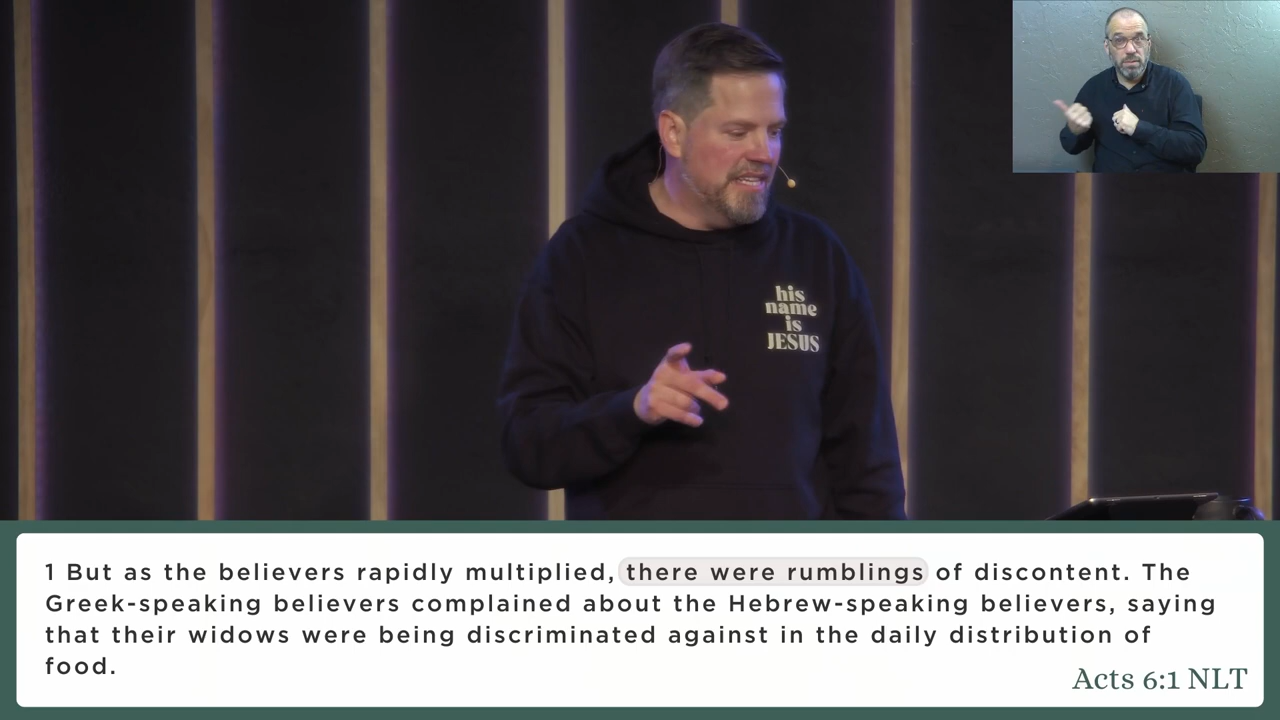 his
name
is
JESUS
1 But as the believers rapidly multiplied, there were rumblings of discontent. The
Greek-speaking believers complained about the Hebrew-speaking believers, saying
that their widows were being discriminated against in the daily distribution of
food.
Acts 6:1 NLT